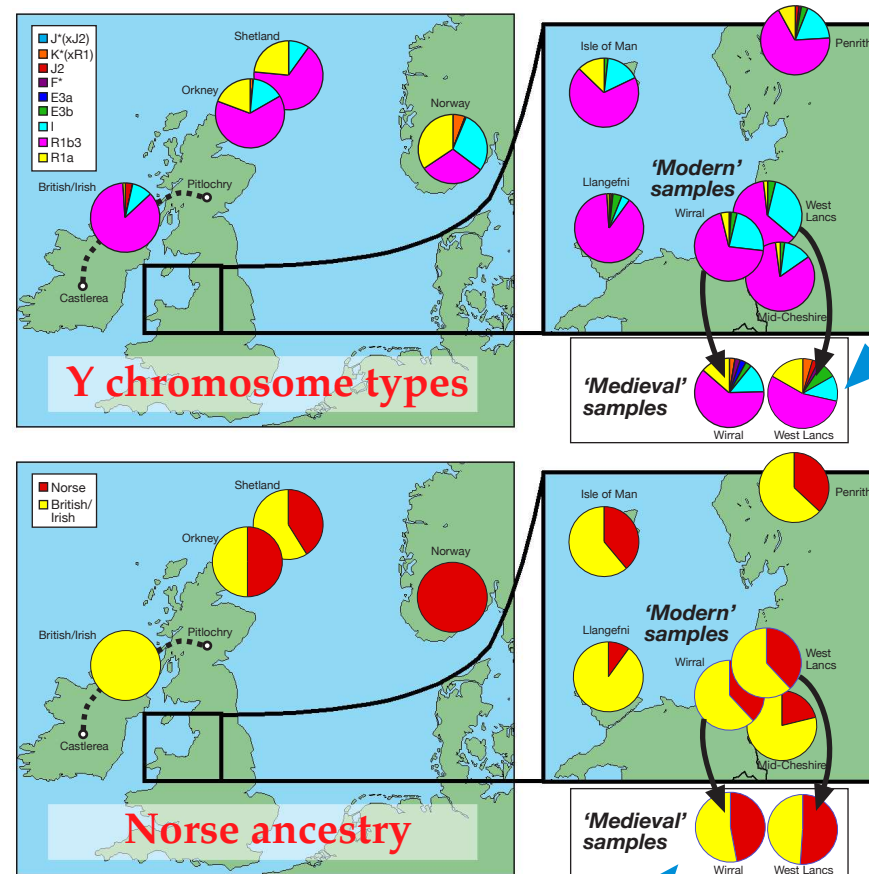 J*(xJ2)
K*(xR1)
J2
F*
E3a
E3b
I
R1b3
R1a
Shetland
Orkney
Norway
British/Irish
Pitlochry
Castlerea
Y chromosome types
Isle of Man
Penrith
'Modern'
samples
Llangefni
Wirral
West
Lancs
Mid-Cheshire
'Medieval'
samples
Wirral
West Lancs
Norse
British/
Irish
Shetland
Orkney
Norway
British/Irish
Pitlochry
Castlerea
Norse ancestry
Isle of Man
Penrith
'Modern'
samples
Llangefni
Wirral
West
Lancs
Mid-Cheshire
'Medieval'
samples
Wirral
West Lancs